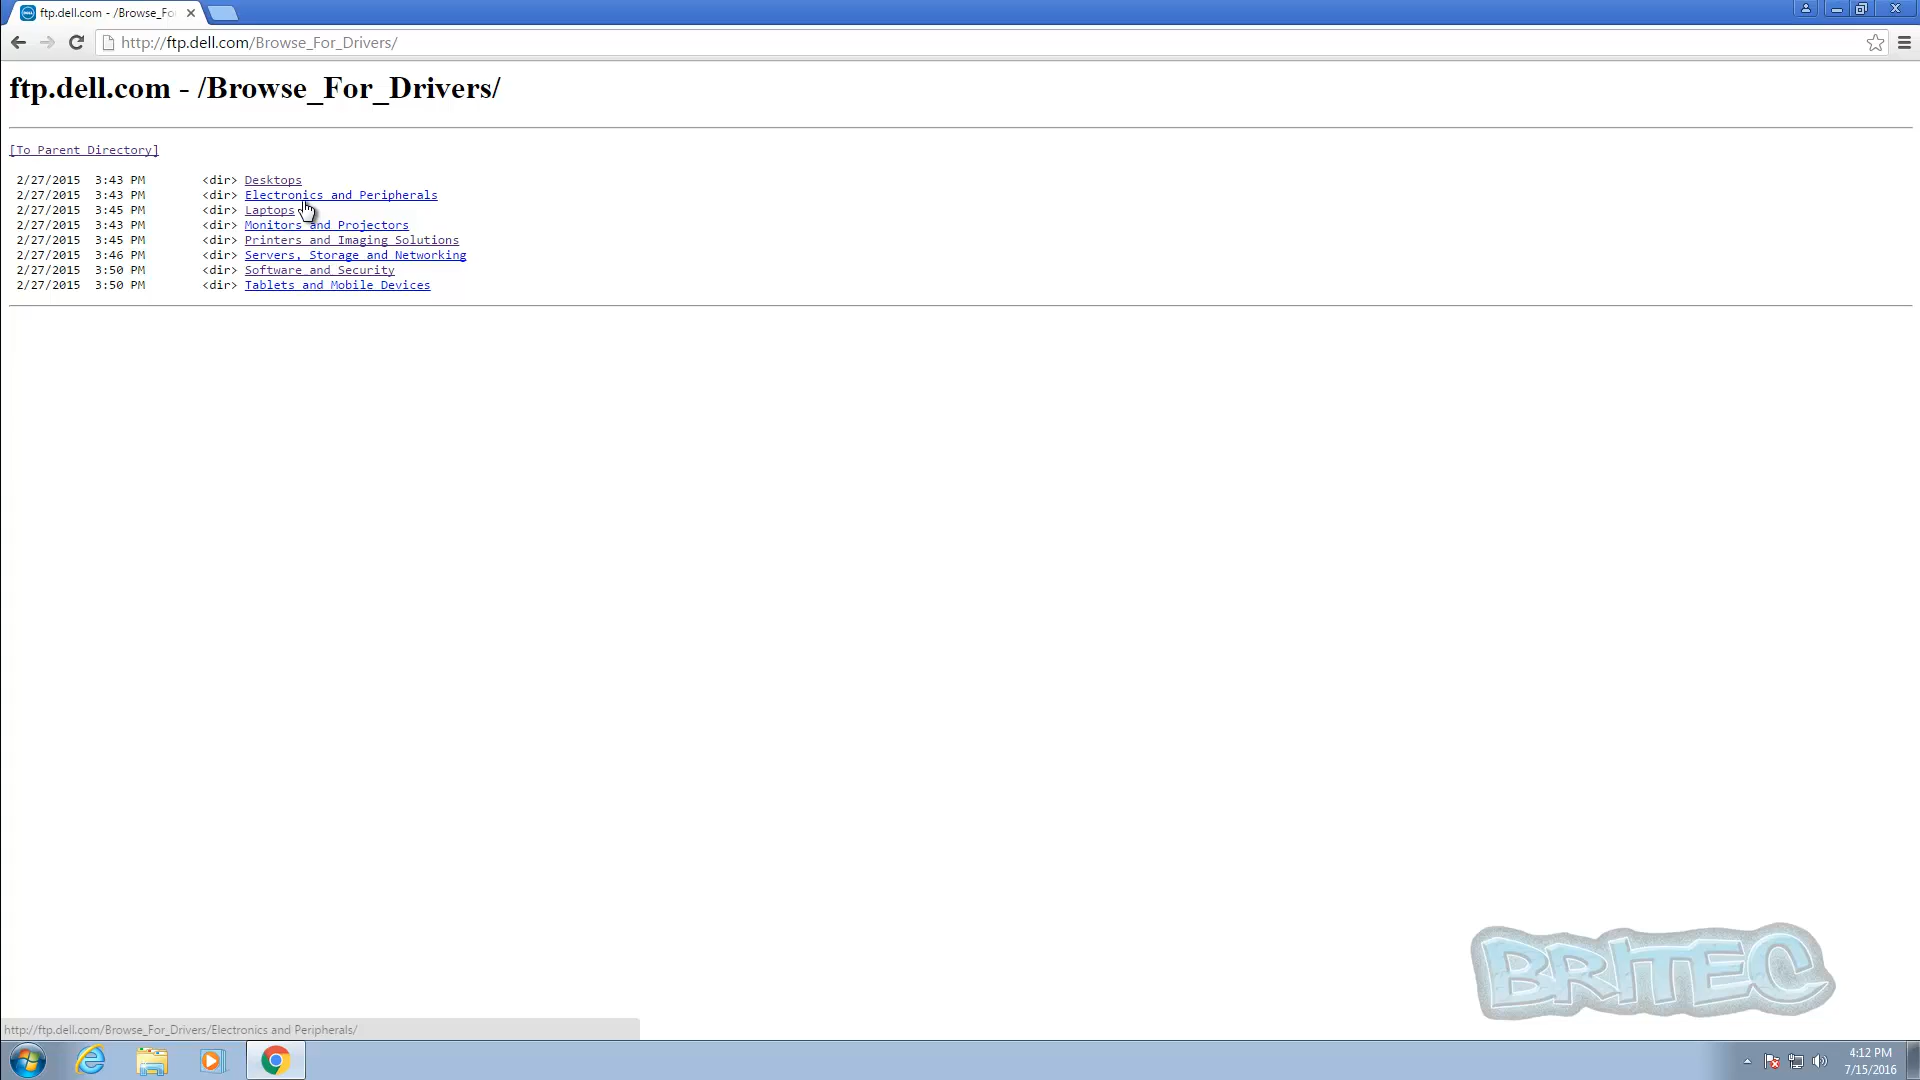 ftp.dell.com - /Browse_Fo
http://ftp.dell.com/Browse_For_Drivers/
ftp.dell.com - /Browse_For_Drivers/
[To Parent Directory]
2/27/2015 3:43 PM <dir> Desktops
2/27/2015 3:43 PM <dir> Electronics and Peripherals
2/27/2015 3:45 PM <dir> Laptops
2/27/2015 3:43 PM <dir> Monitors and Projectors
2/27/2015 3:45 PM <dir> Printers and Imaging Solutions
2/27/2015 3:46 PM <dir> Servers, Storage and Networking
2/27/2015 3:50 PM <dir> Software and Security
2/27/2015 3:50 PM <dir> Tablets and Mobile Devices
BRITEC
http://ftp.dell.com/Browse_For_Drivers/Electronics and Peripherals/
4:12 PM
7/15/2016